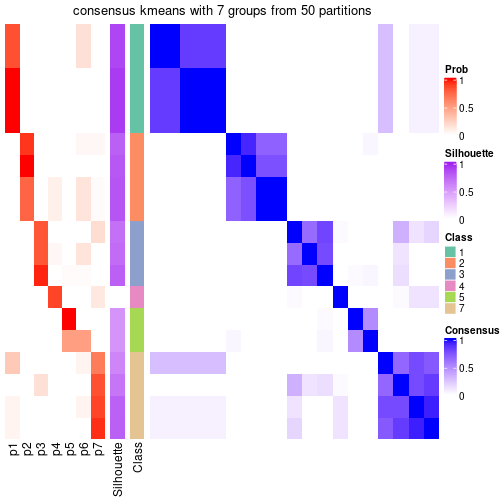 consensus kmeans with 7 groups from 50 partitions
Prob
1
0.5
0
Silhouette
1
0.5
0
Class
1
2
3
4
5
7
Consensus
1
0.5
0
p1
p2
p3
p4
p5
p6
p7
Silhouette
Class